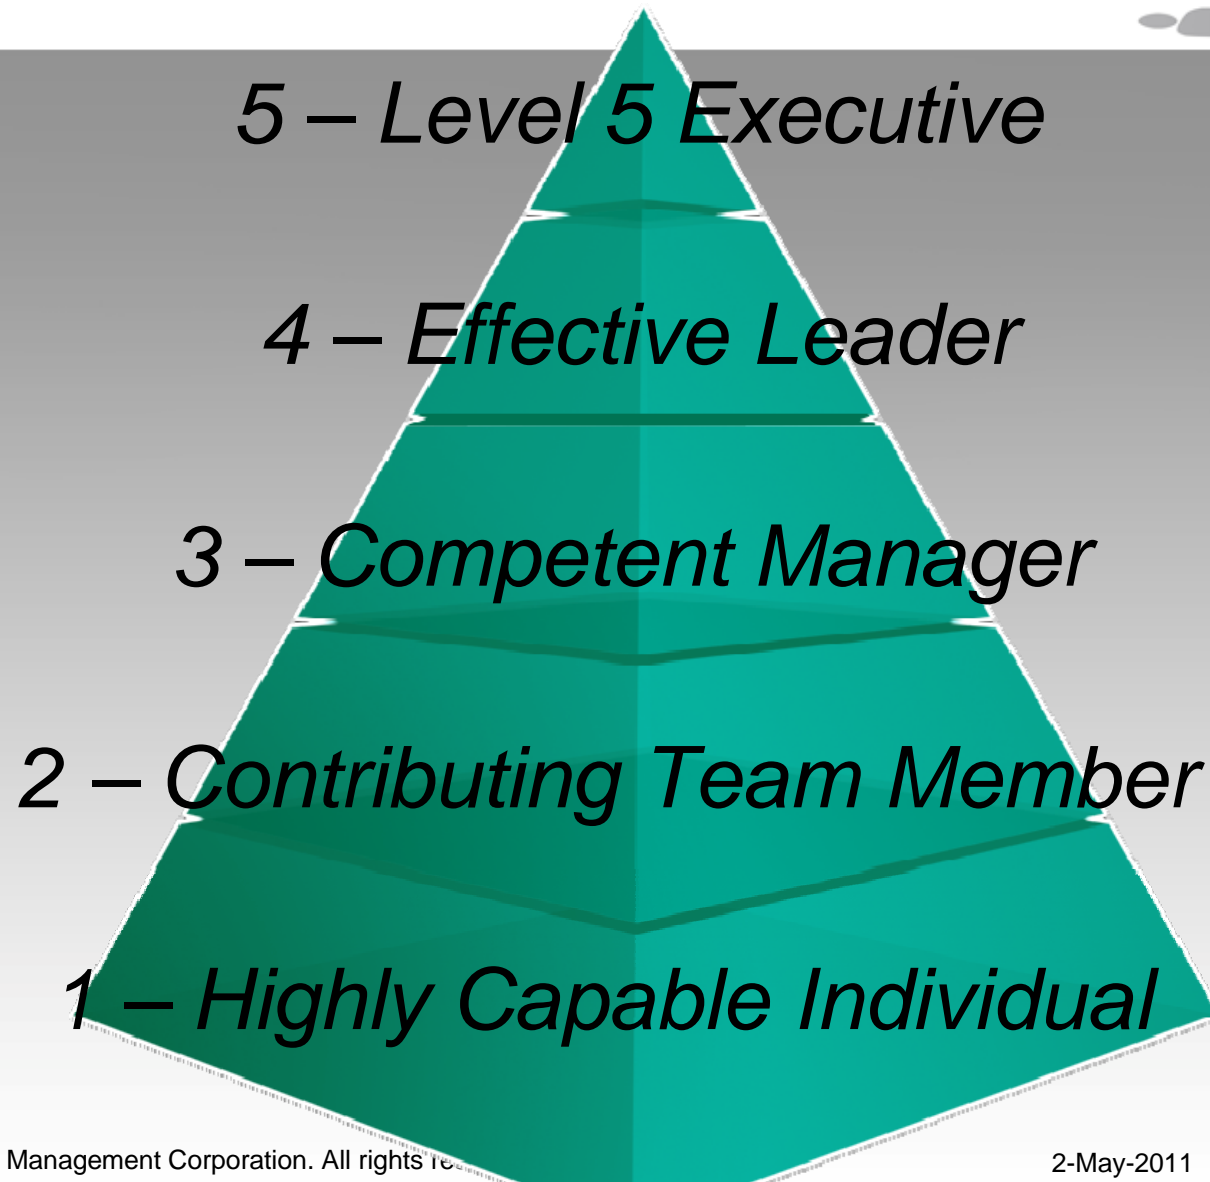 5 – Level 5 Executive
4 – Effective Leader
3 – Competent Manager
2 – Contributing Team Member
1 – Highly Capable Individual
Management Corporation. All rights
2-May-2011